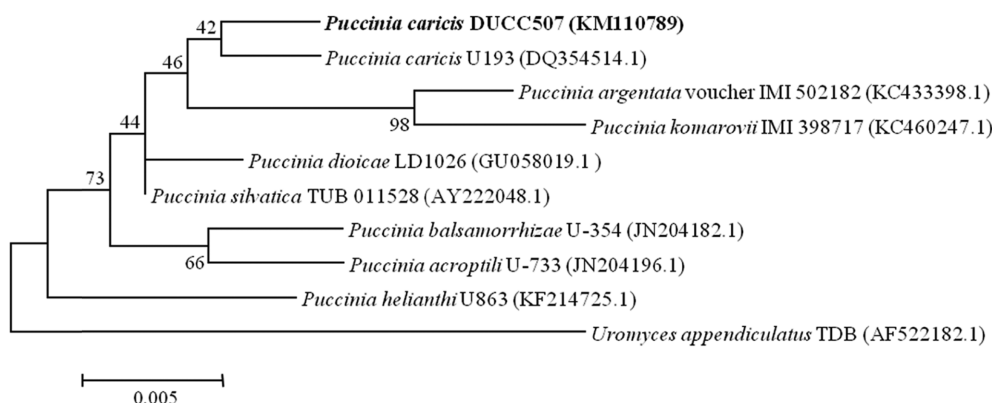 42
Puccinia caricis DUCC507 (KM110789)
46
Puccinia caricis U193 (DQ354514.1)
Puccinia argentata voucher IMI 502182 (KC433398.1)
44
98
Puccinia komarovii IMI 398717 (KC460247.1)
Puccinia dioicae LD1026 (GU058019.1 )
73
Puccinia silvatica TUB 011528 (AY222048.1)
Puccinia balsamorrhizae U-354 (JN204182.1)
66
Puccinia acroptili U-733 (JN204196.1)
Puccinia helianthi U863 (KF214725.1)
Uromyces appendiculatus TDB (AF522182.1)
0.005